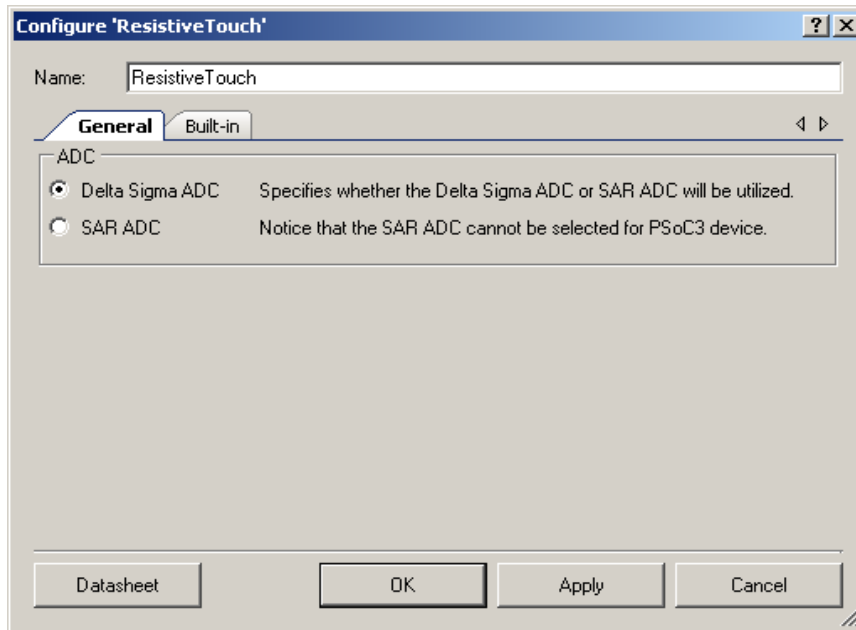 Configure 'ResistiveTouch'
Name: ResistiveTouch
General Built-in
ADC
Delta Sigma ADC Specifies whether the Delta Sigma ADC or SAR ADC will be utilized.
SAR ADC Notice that the SAR ADC cannot be selected for PSoC3 device.
Datasheet OK Apply Cancel